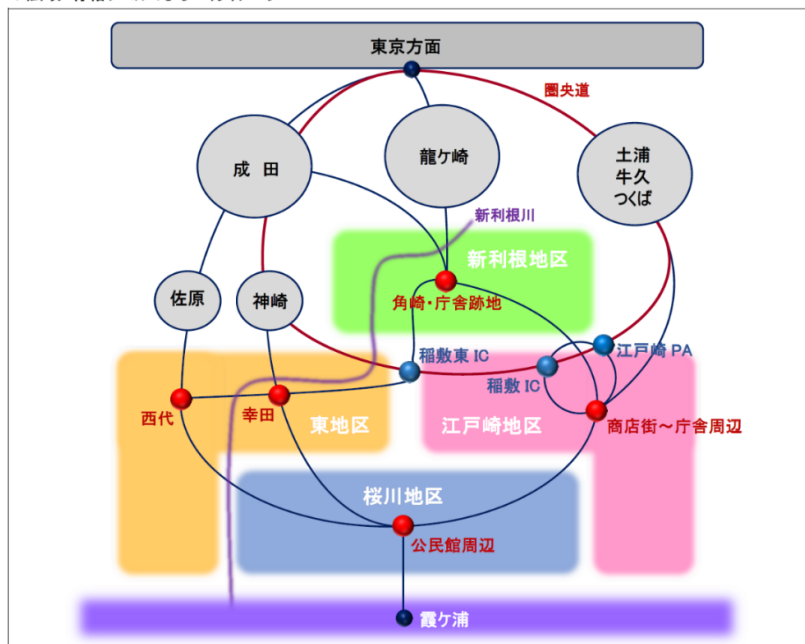 東京方面
圏央道
成 田
龍ケ崎
土浦
牛久
つくば
新利根川
新利根地区
佐原
神崎
角崎・庁舎跡地
稲敷東 IC
江戸崎 PA
稲敷 IC
西代
幸田
東地区
江戸崎地区
商店街～庁舎周辺
桜川地区
公民館周辺
霞ケ浦